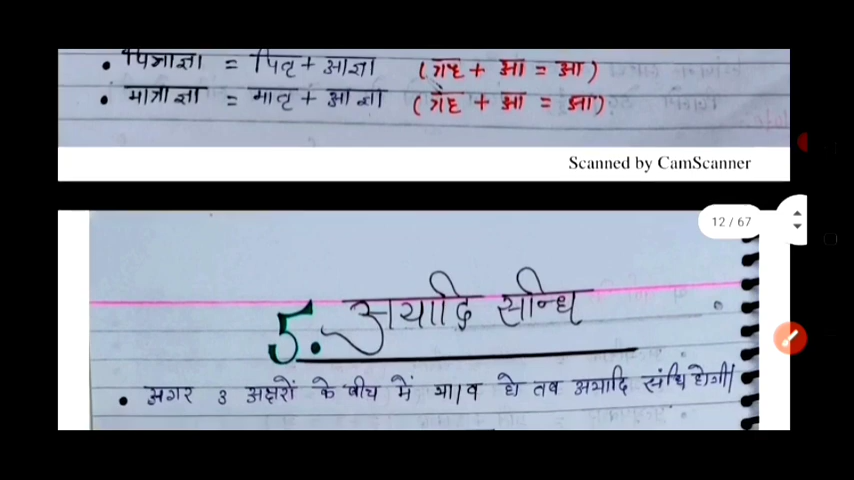 • पित्राज्ञा = पितृ + आज्ञा (ऋ + आ = आ)
• मात्राज्ञा = मातृ + आज्ञा (ऋ + आ = आ)
Scanned by CamScanner
12 / 67
5. अयादि सन्धि
• अगर 3 अक्षरों के बीच में या।व हो तब अयादि संधि होगी।